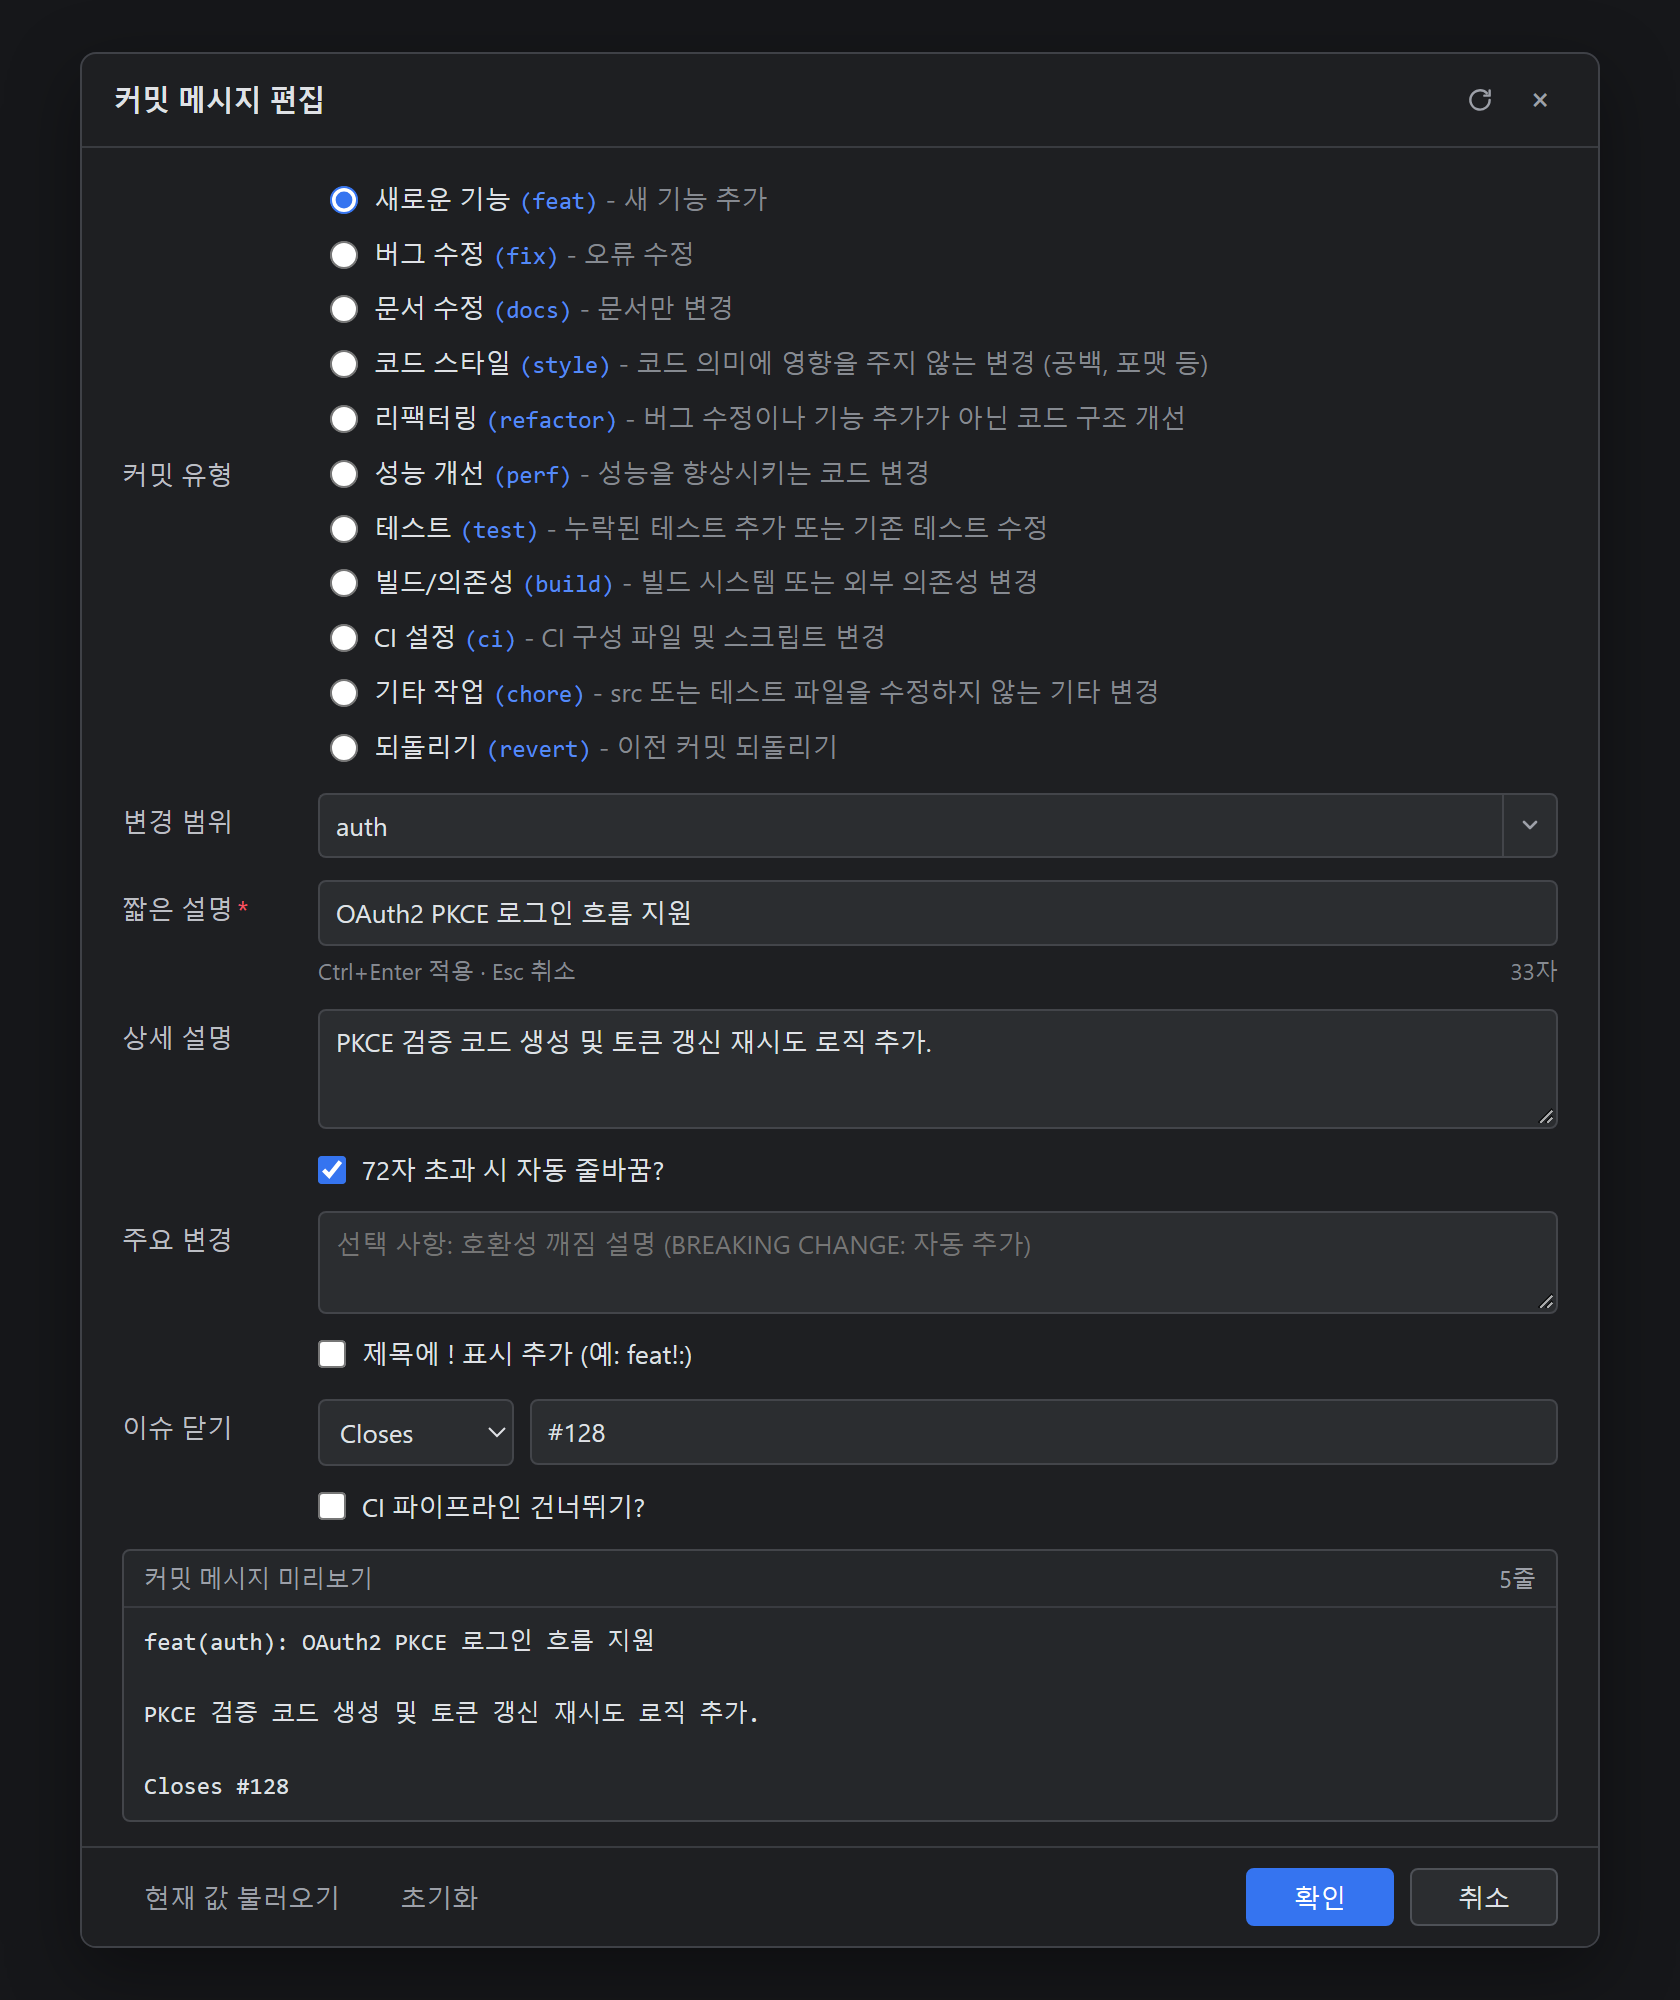 커밋 메시지 편집
새로운 기능 (feat) - 새 기능 추가
버그 수정 (fix) - 오류 수정
문서 수정 (docs) - 문서만 변경
코드 스타일 (style) - 코드 의미에 영향을 주지 않는 변경 (공백, 포맷 등)
리팩터링 (refactor) - 버그 수정이나 기능 추가가 아닌 코드 구조 개선
커밋 유형
성능 개선 (perf) - 성능을 향상시키는 코드 변경
테스트 (test) - 누락된 테스트 추가 또는 기존 테스트 수정
빌드/의존성 (build) - 빌드 시스템 또는 외부 의존성 변경
CI 설정 (ci) - CI 구성 파일 및 스크립트 변경
기타 작업 (chore) - src 또는 테스트 파일을 수정하지 않는 기타 변경
되돌리기 (revert) - 이전 커밋 되돌리기
변경 범위
auth
짧은 설명*
OAuth2 PKCE 로그인 흐름 지원
Ctrl+Enter 적용 · Esc 취소
33자
상세 설명
PKCE 검증 코드 생성 및 토큰 갱신 재시도 로직 추가.
72자 초과 시 자동 줄바꿈?
주요 변경
선택 사항: 호환성 깨짐 설명 (BREAKING CHANGE: 자동 추가)
제목에 ! 표시 추가 (예: feat!:)
이슈 닫기
Closes
#128
CI 파이프라인 건너뛰기?
커밋 메시지 미리보기
5줄
feat(auth): OAuth2 PKCE 로그인 흐름 지원
PKCE 검증 코드 생성 및 토큰 갱신 재시도 로직 추가.
Closes #128
현재 값 불러오기
초기화
확인
취소